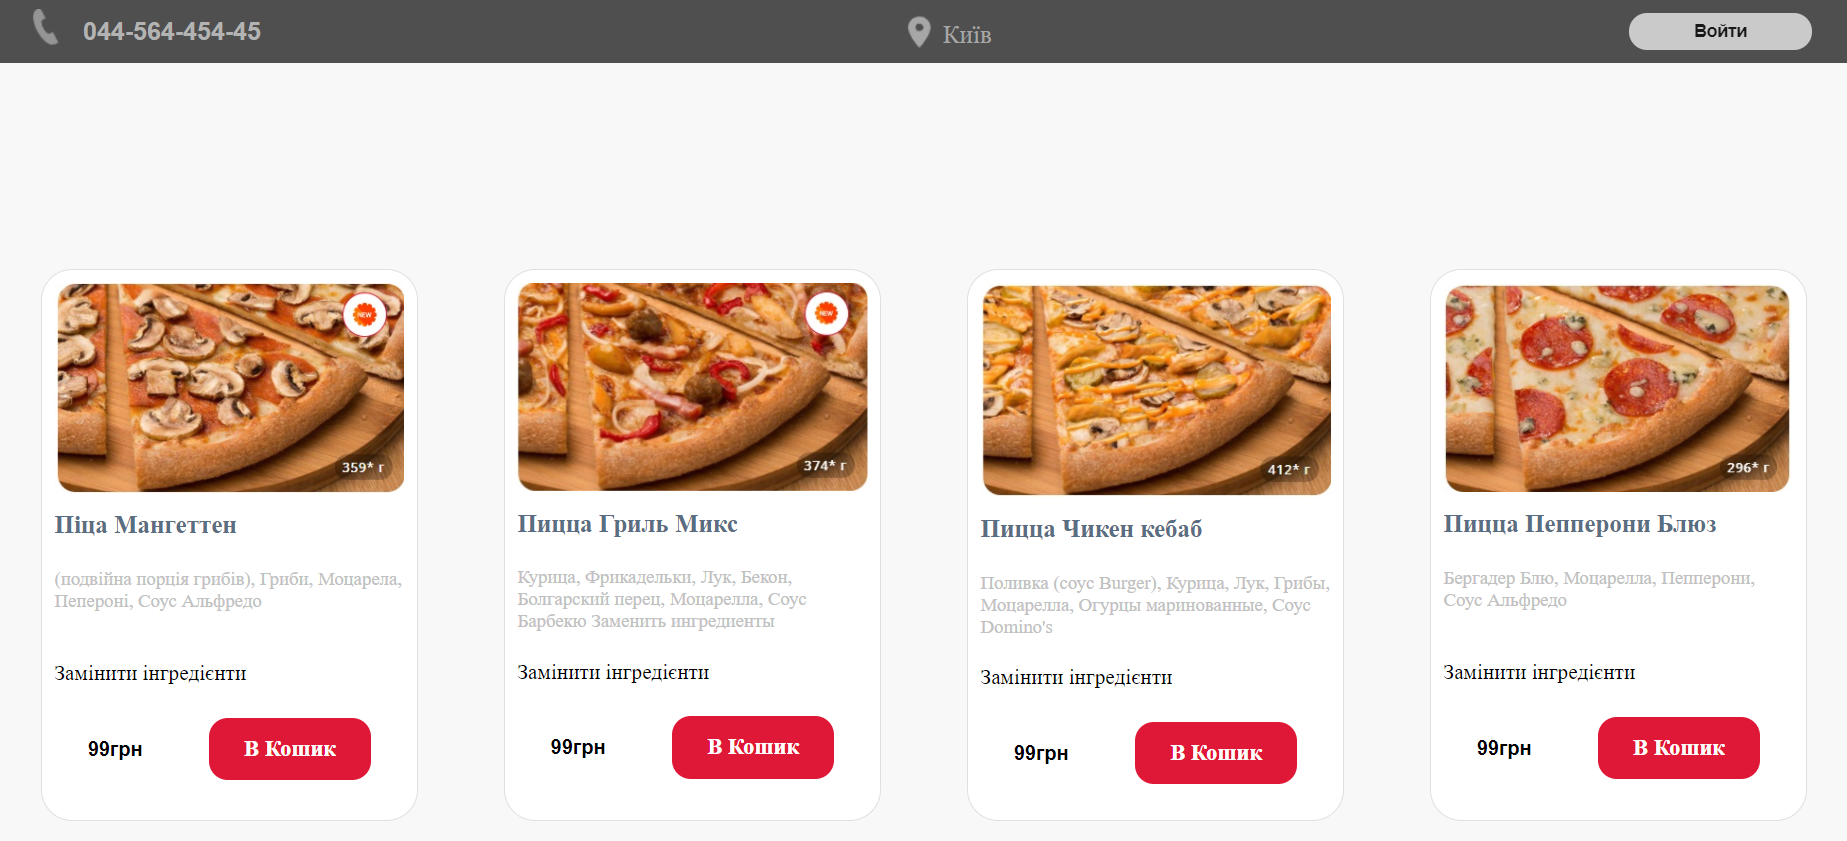 044-564-454-45
Київ
Войти
NEW
359* г
Піца Мангеттен
(подвійна порція грибів), Гриби, Моцарела,
Пепероні, Соус Альфредо
Замінити інгредієнти
99грн
В Кошик
NEW
374* г
Пицца Гриль Микс
Курица, Фрикадельки, Лук, Бекон,
Болгарский перец, Моцарелла, Соус
Барбекю Заменить ингредиенты
Замінити інгредієнти
99грн
В Кошик
412* г
Пицца Чикен кебаб
Поливка (соус Burger), Курица, Лук, Грибы,
Моцарелла, Огурцы маринованные, Соус
Domino's
Замінити інгредієнти
99грн
В Кошик
296* г
Пицца Пепперони Блюз
Бергадер Блю, Моцарелла, Пепперони,
Соус Альфредо
Замінити інгредієнти
99грн
В Кошик